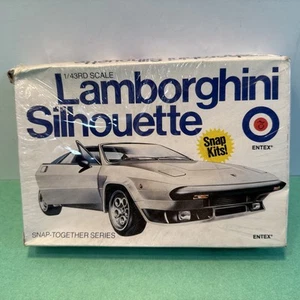 1/43RD SCALE
Lamborghini
Silhouette
Snap
Kits!
ENTEX®
SNAP-TOGETHER SERIES
ENTEX®